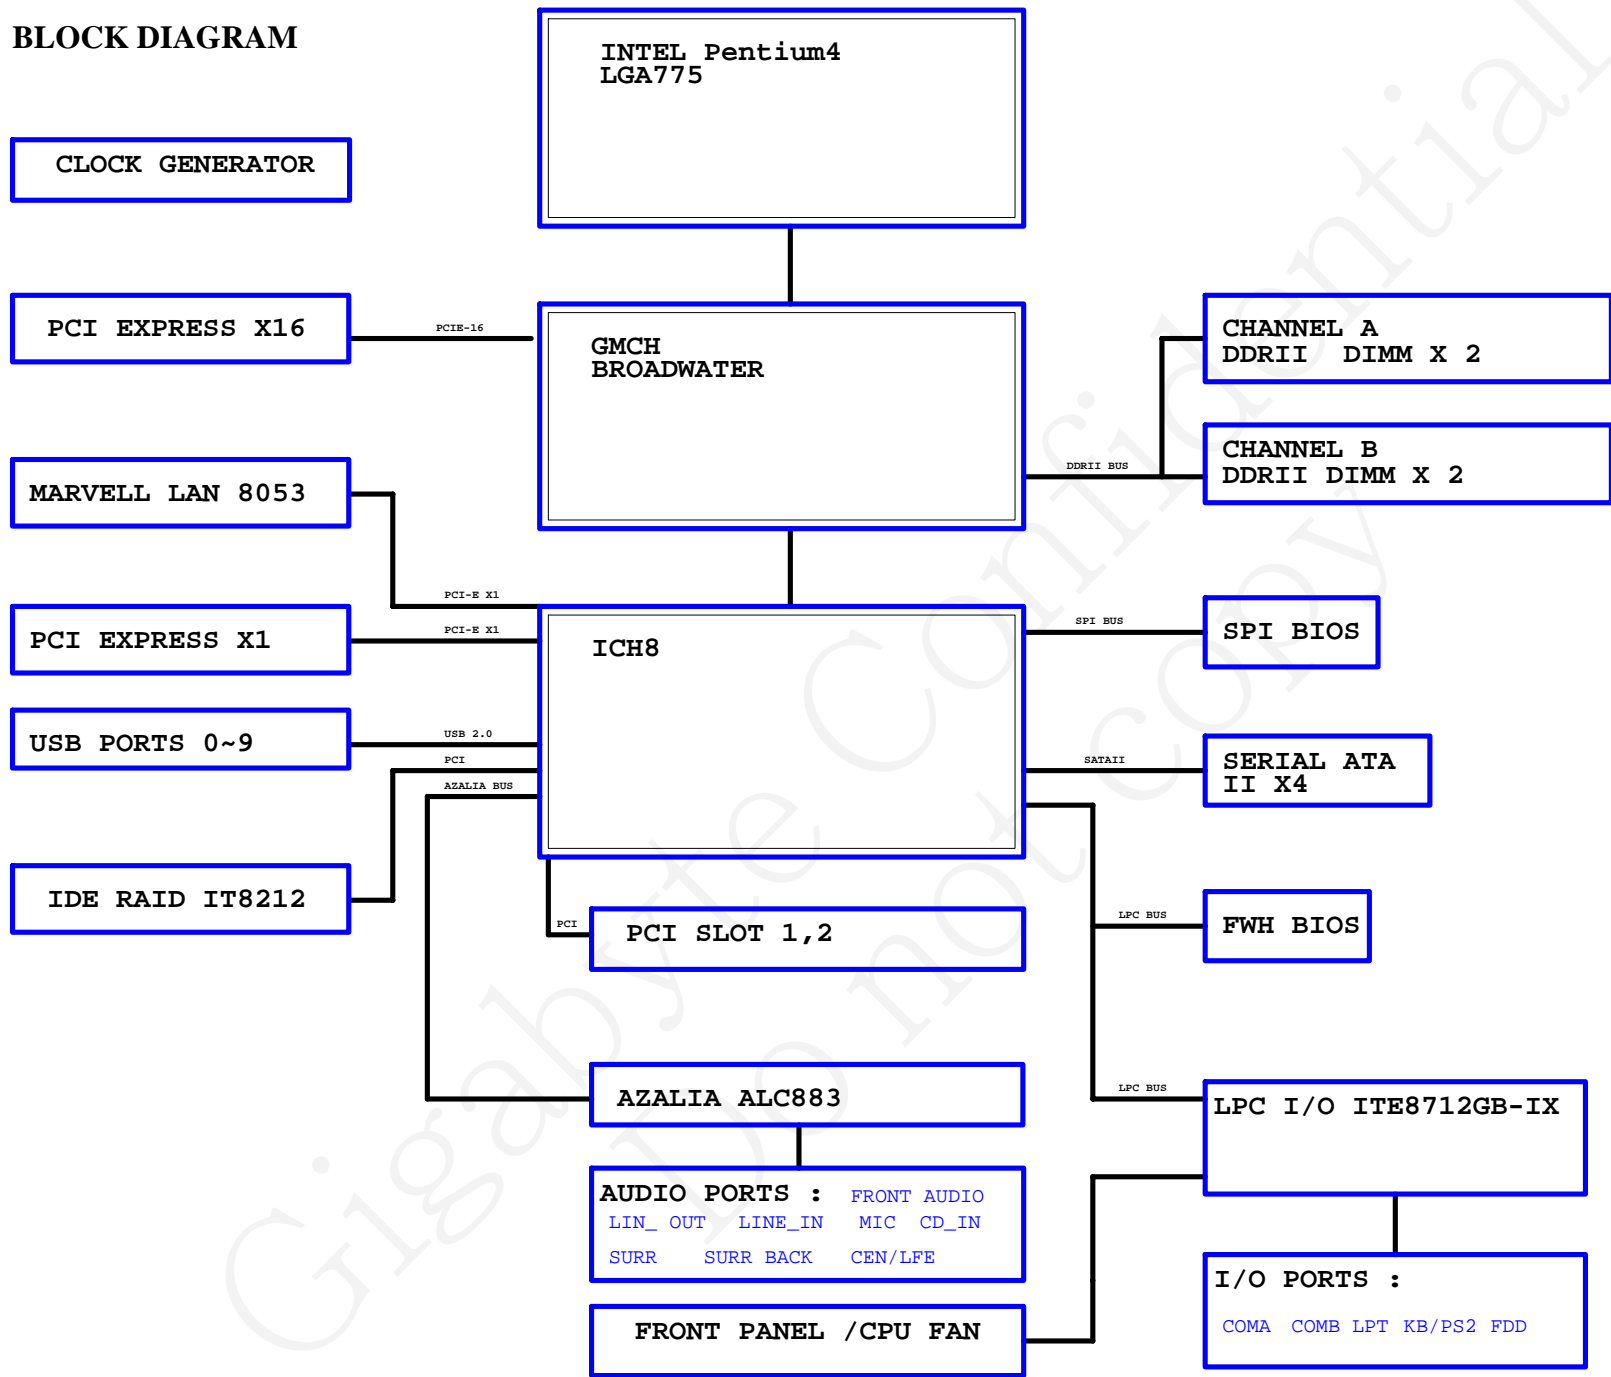 BLOCK DIAGRAM
INTEL Pentium4
LGA775
CLOCK GENERATOR
PCI EXPRESS X16
PCIE-16
GMCH
BROADWATER
CHANNEL A
DDRII DIMM X 2
CHANNEL B
DDRII DIMM X 2
DDRII BUS
MARVELL LAN 8053
PCI-E X1
PCI EXPRESS X1
PCI-E X1
ICH8
SPI BUS
SPI BIOS
USB PORTS 0~9
USB 2.0
PCI
AZALIA BUS
SATAII
SERIAL ATA
II X4
IDE RAID IT8212
PCI
PCI SLOT 1,2
LPC BUS
FWH BIOS
AZALIA ALC883
LPC BUS
LPC I/O ITE8712GB-IX
AUDIO PORTS : FRONT AUDIO
LIN_ OUT LINE_IN MIC CD_IN
SURR SURR BACK CEN/LFE
I/O PORTS :
COMA COMB LPT KB/PS2 FDD
FRONT PANEL /CPU FAN
Gigabyte Confidential
Do not copy